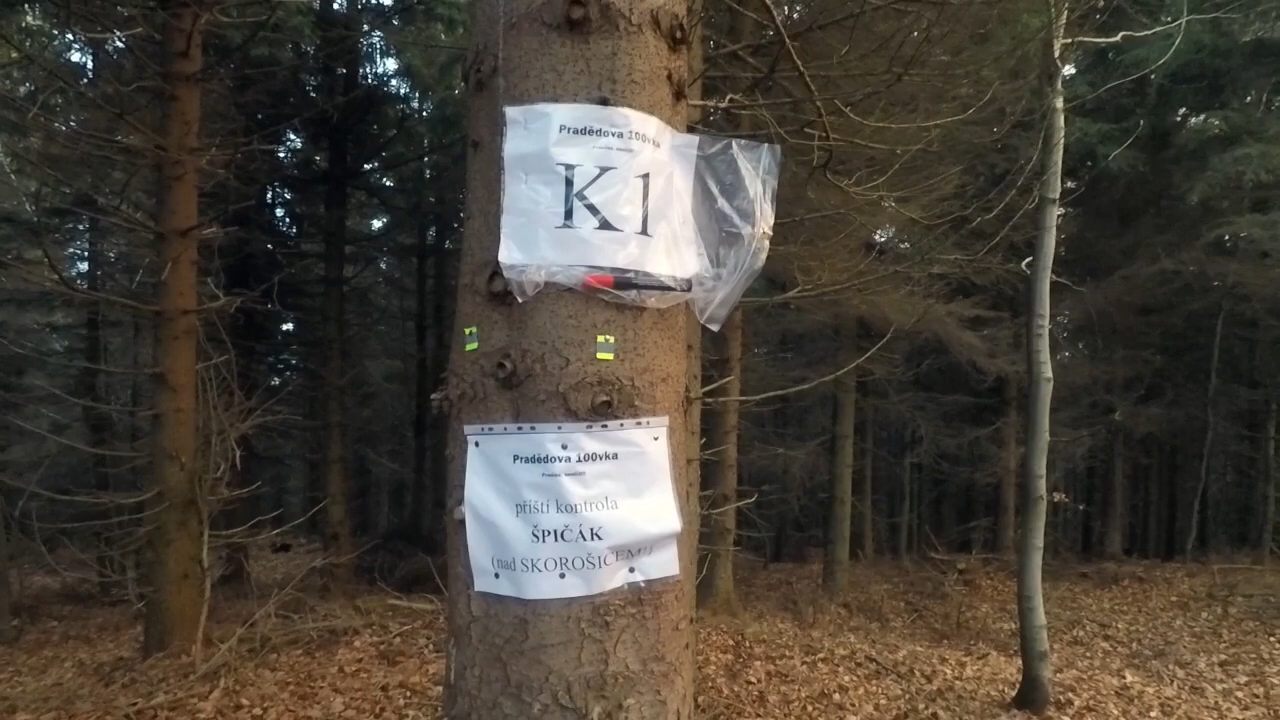 Pradědova 100vka
K1
Pradědova 100vka
příští kontrola
ŠPIČÁK
(nad SKOROŠICEMI)